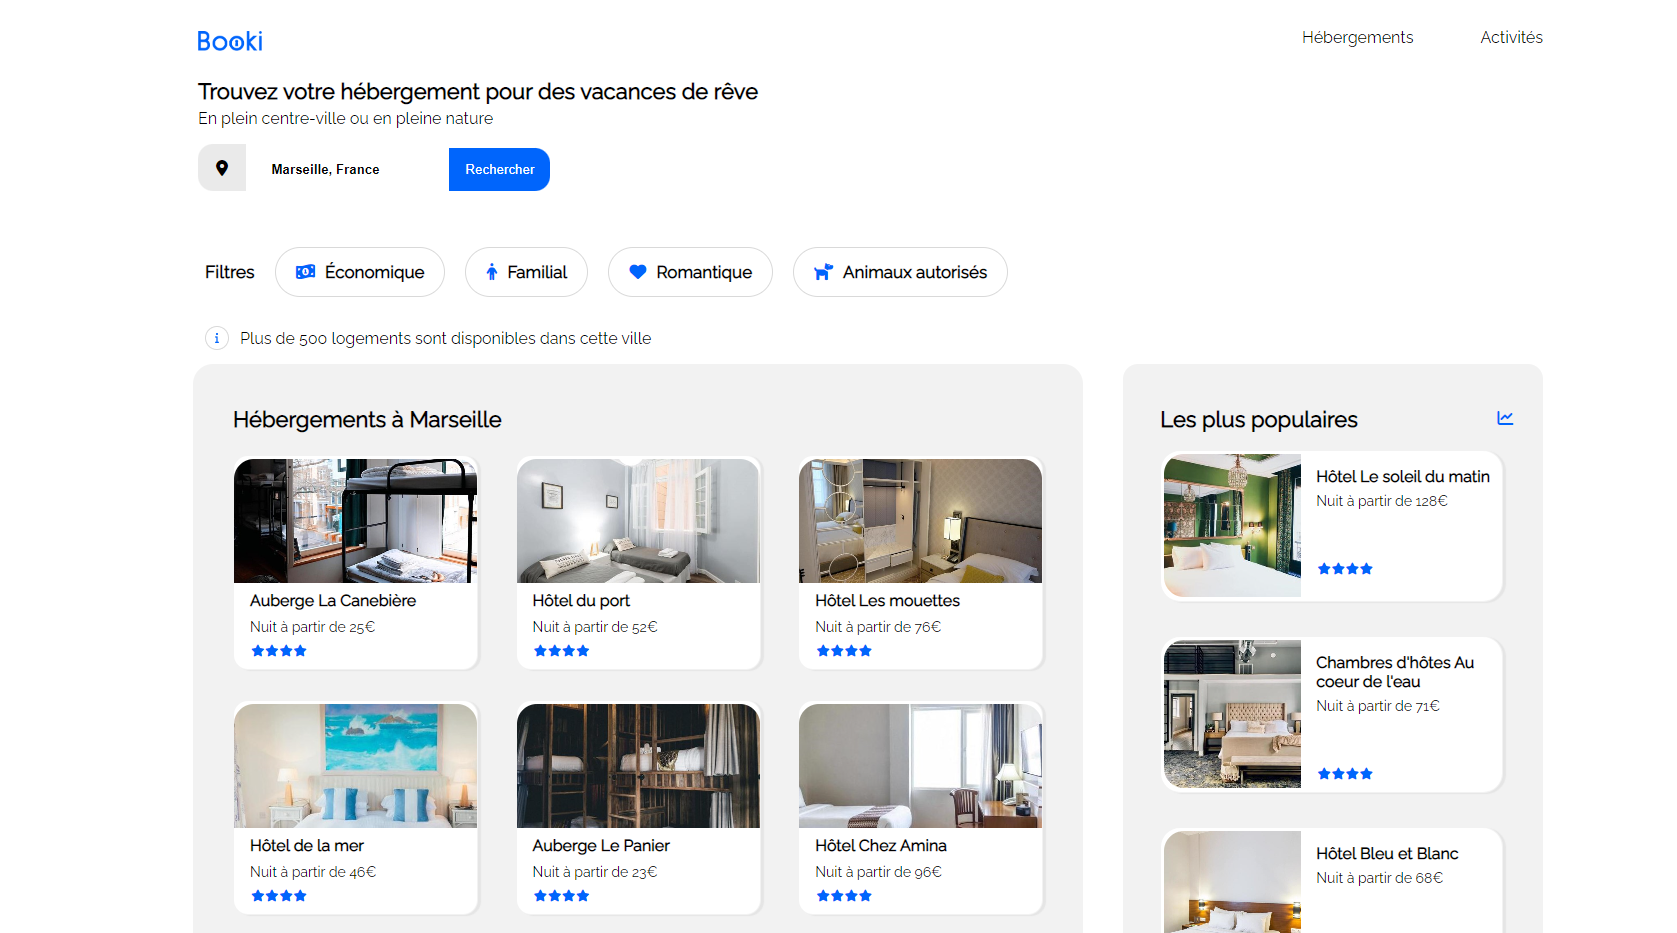 Booki
Hébergements
Activités
Trouvez votre hébergement pour des vacances de rêve
En plein centre-ville ou en pleine nature
Marseille, France
Rechercher
Filtres
Économique
Familial
Romantique
Animaux autorisés
Plus de 500 logements sont disponibles dans cette ville
Hébergements à Marseille
Auberge La Canebière
Nuit à partir de 25€
Hôtel du port
Nuit à partir de 52€
Hôtel Les mouettes
Nuit à partir de 76€
Hôtel de la mer
Nuit à partir de 46€
Auberge Le Panier
Nuit à partir de 23€
Hôtel Chez Amina
Nuit à partir de 96€
Les plus populaires
Hôtel Le soleil du matin
Nuit à partir de 128€
Chambres d'hôtes Au
coeur de l'eau
Nuit à partir de 71€
Hôtel Bleu et Blanc
Nuit à partir de 68€